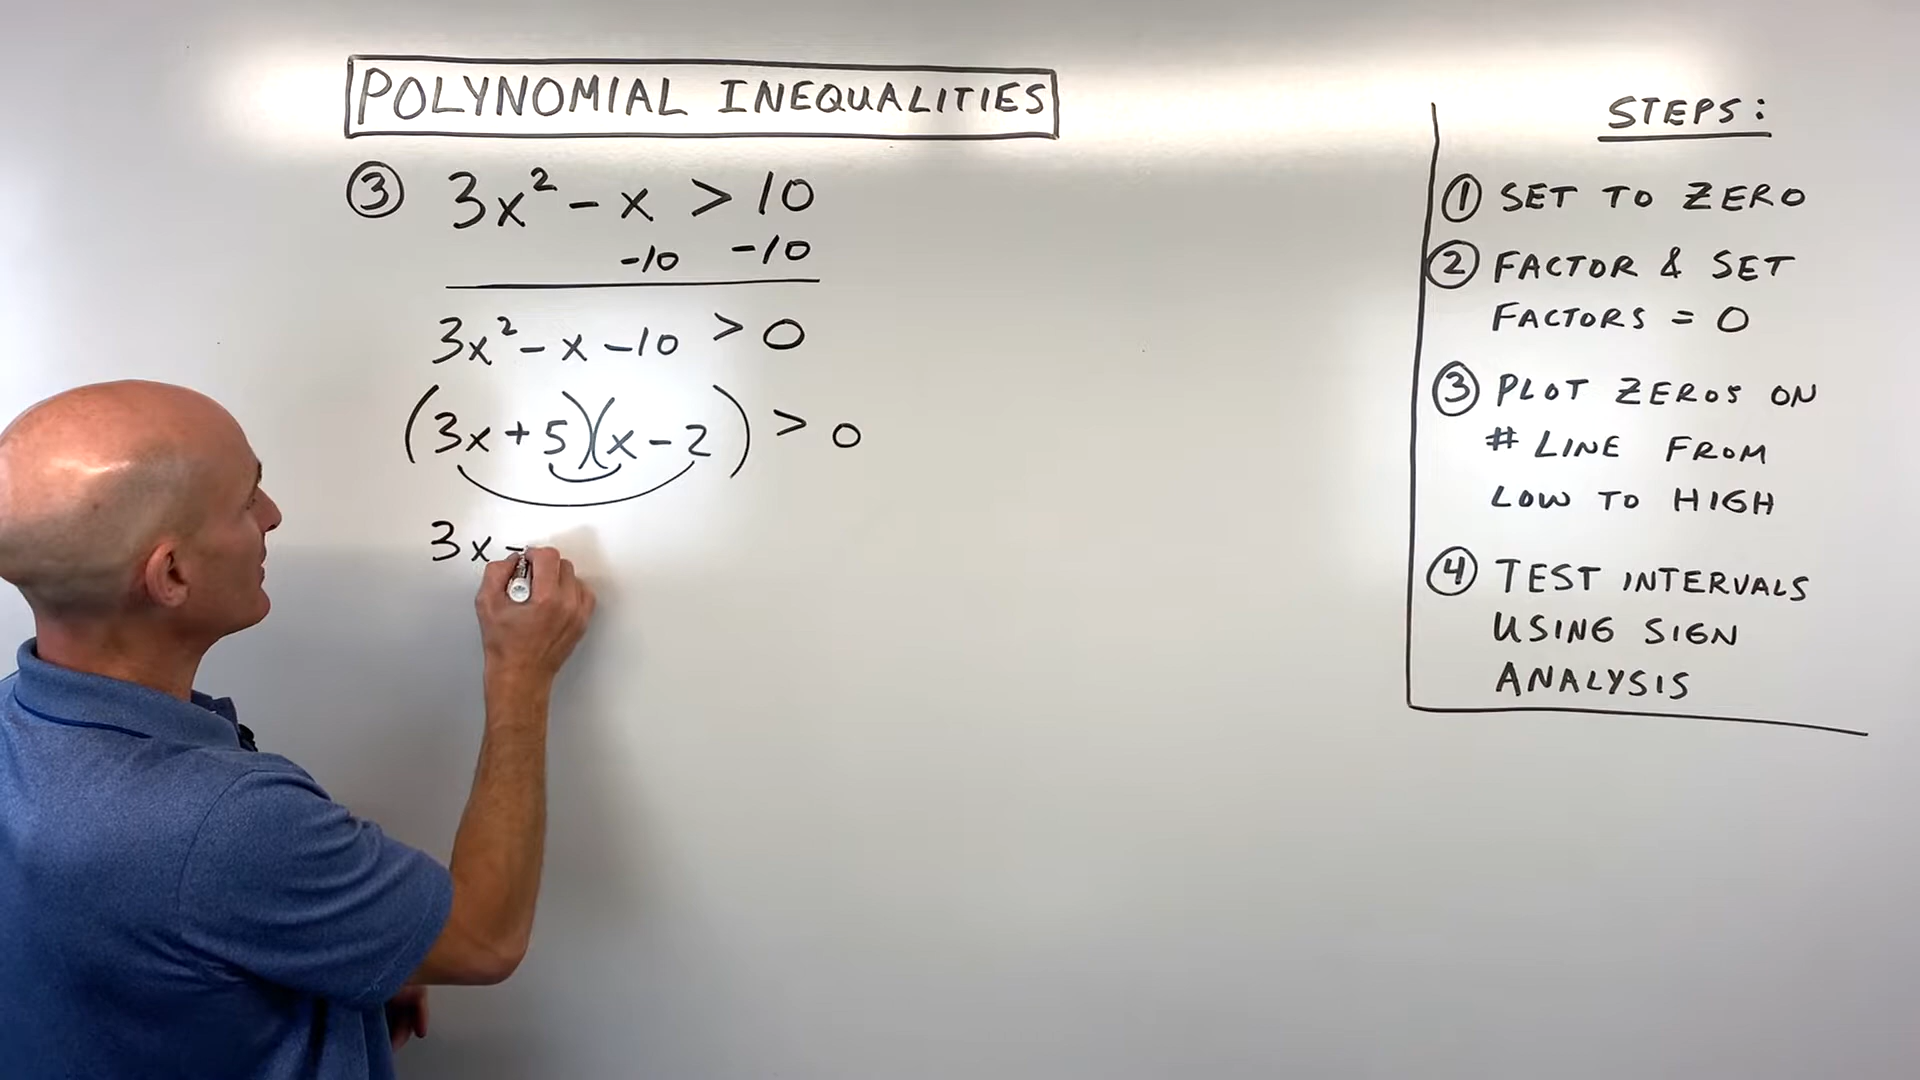 POLYNOMIAL INEQUALITIES
③ 3x² - x > 10
-10 -10
3x² - x - 10 > 0
(3x + 5)(x - 2) > 0
3x
STEPS:
① SET TO ZERO
② FACTOR & SET
FACTORS = 0
③ PLOT ZEROS ON
# LINE FROM
LOW TO HIGH
④ TEST INTERVALS
USING SIGN
ANALYSIS